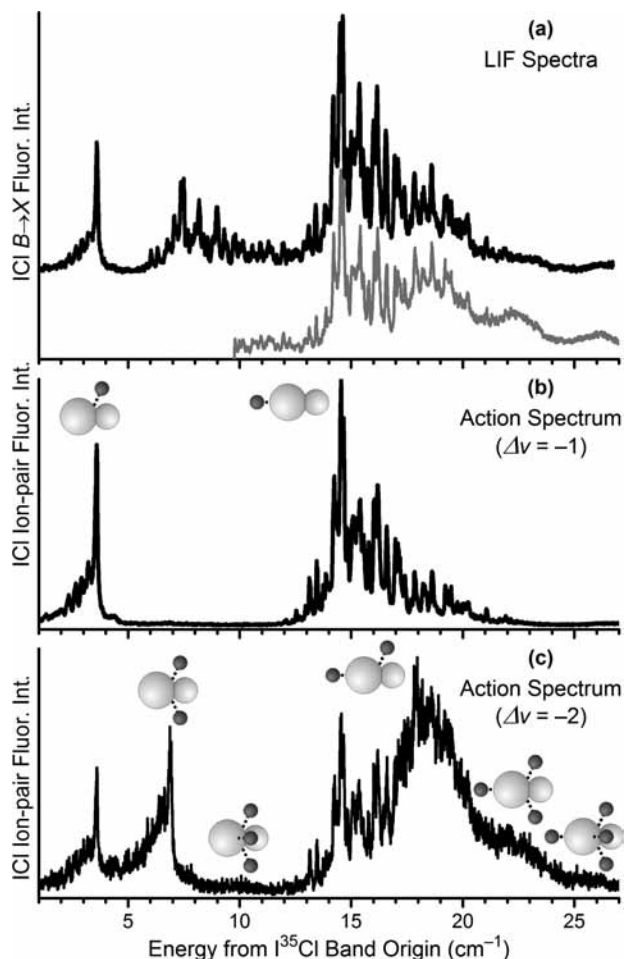 (a)
LIF Spectra
ICl B→X Fluor. Int.
(b)
Action Spectrum
(Δv = –1)
ICl Ion-pair Fluor. Int.
(c)
Action Spectrum
(Δv = –2)
ICl Ion-pair Fluor. Int.
5 10 15 20 25
Energy from I³⁵Cl Band Origin (cm⁻¹)